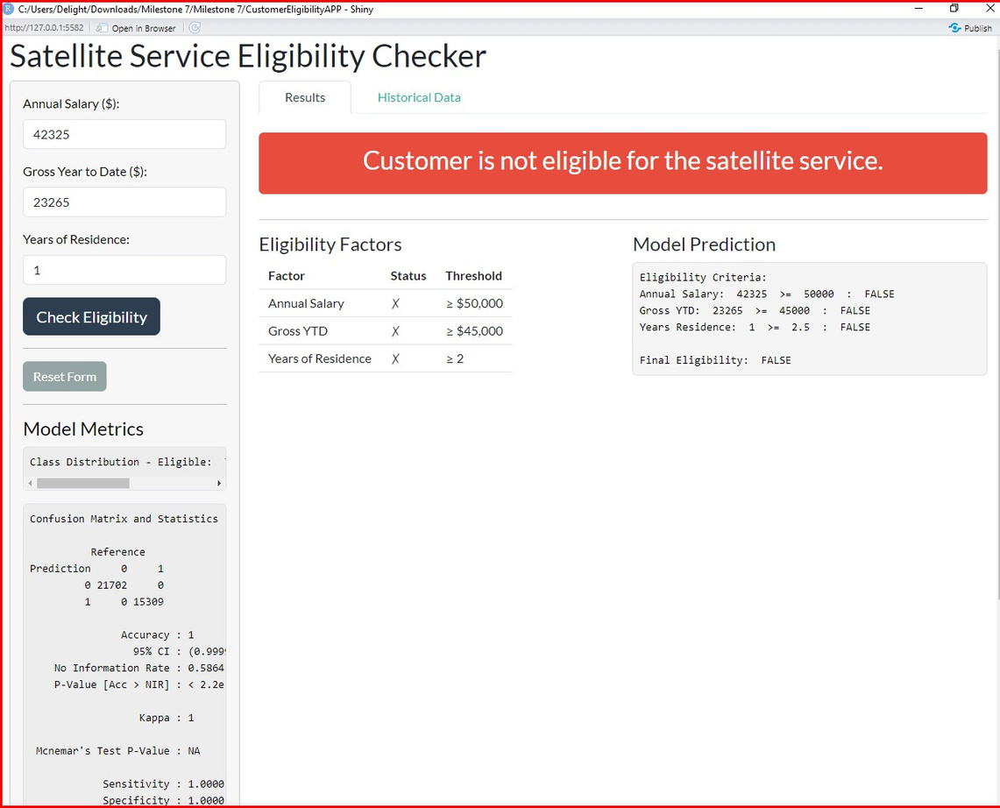 C:/Users/Delight/Downloads/Milestone 7/Milestone 7/CustomerEligibilityAPP - Shiny
http://127.0.0.1:5582 Open in Browser Publish
Satellite Service Eligibility Checker
Annual Salary ($):
42325
Gross Year to Date ($):
23265
Years of Residence:
1
Check Eligibility
Reset Form
Model Metrics
Class Distribution - Eligible:
Confusion Matrix and Statistics
Reference
Prediction 0 1
0 21702 0
1 0 15309
Accuracy : 1
95% CI : (0.999
No Information Rate : 0.5864
P-Value [Acc > NIR] : < 2.2e
Kappa : 1
Mcnemar's Test P-Value : NA
Sensitivity : 1.0000
Specificity : 1.0000
Results Historical Data
Customer is not eligible for the satellite service.
Eligibility Factors
Factor Status Threshold
Annual Salary X ≥ $50,000
Gross YTD X ≥ $45,000
Years of Residence X ≥ 2
Model Prediction
Eligibility Criteria:
Annual Salary: 42325 >= 50000 : FALSE
Gross YTD: 23265 >= 45000 : FALSE
Years Residence: 1 >= 2.5 : FALSE
Final Eligibility: FALSE